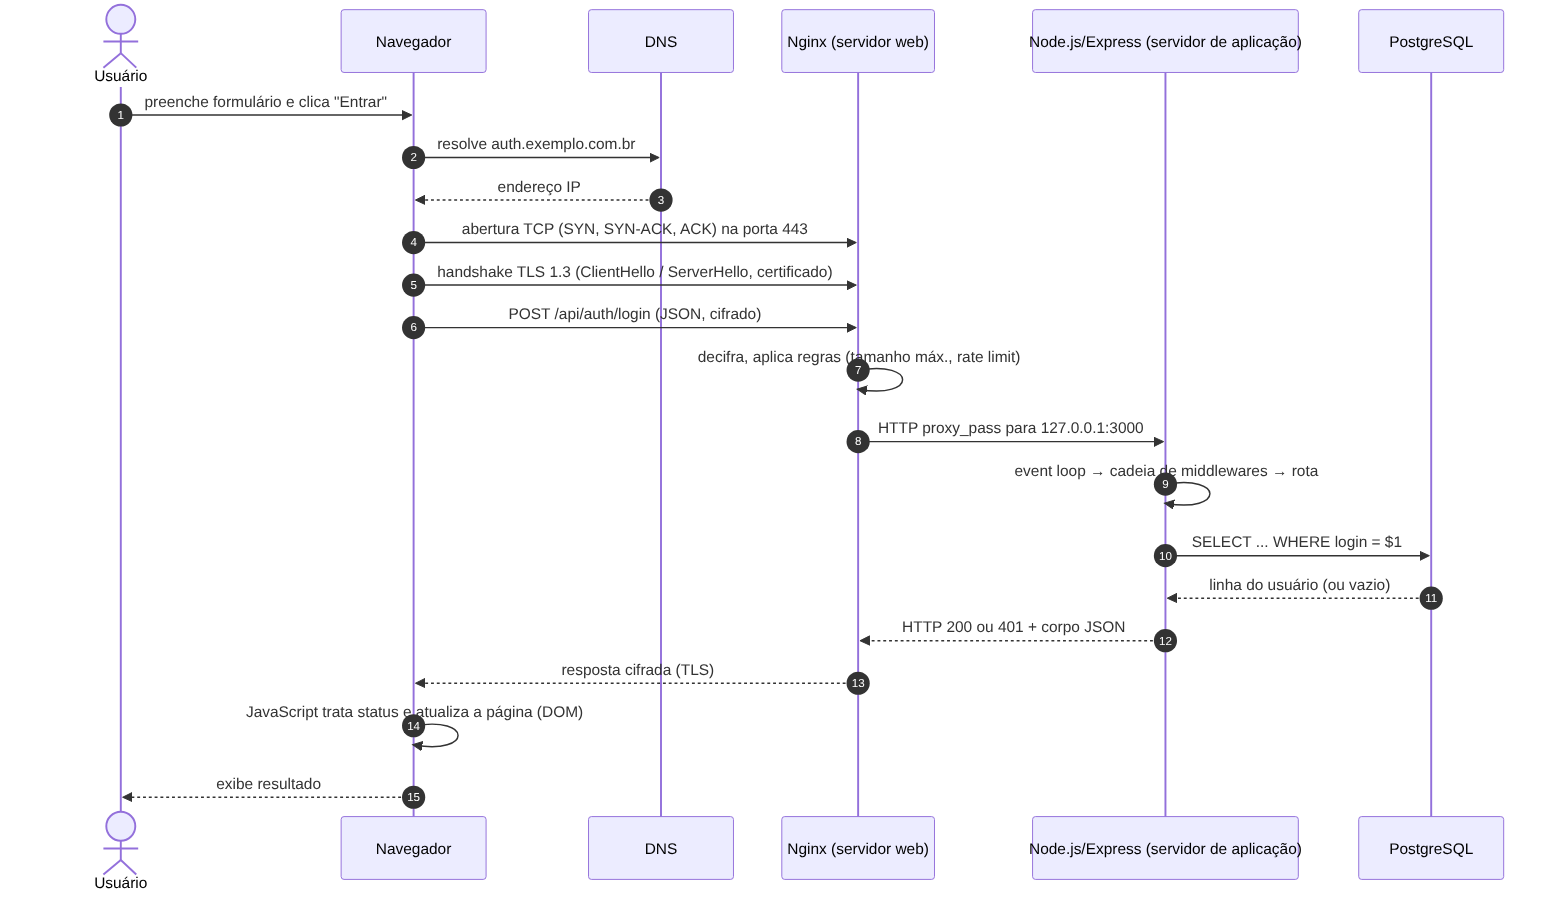 Usuário
Navegador
DNS
Nginx (servidor web)
Node.js/Express (servidor de aplicação)
PostgreSQL
1 preenche formulário e clica "Entrar"
2 resolve auth.exemplo.com.br
3 endereço IP
4 abertura TCP (SYN, SYN-ACK, ACK) na porta 443
5 handshake TLS 1.3 (ClientHello / ServerHello, certificado)
6 POST /api/auth/login (JSON, cifrado)
7 decifra, aplica regras (tamanho máx., rate limit)
8 HTTP proxy_pass para 127.0.0.1:3000
9 event loop → cadeia de middlewares → rota
10 SELECT ... WHERE login = $1
11 linha do usuário (ou vazio)
12 HTTP 200 ou 401 + corpo JSON
13 resposta cifrada (TLS)
14 JavaScript trata status e atualiza a página (DOM)
15 exibe resultado
Usuário
Navegador
DNS
Nginx (servidor web)
Node.js/Express (servidor de aplicação)
PostgreSQL